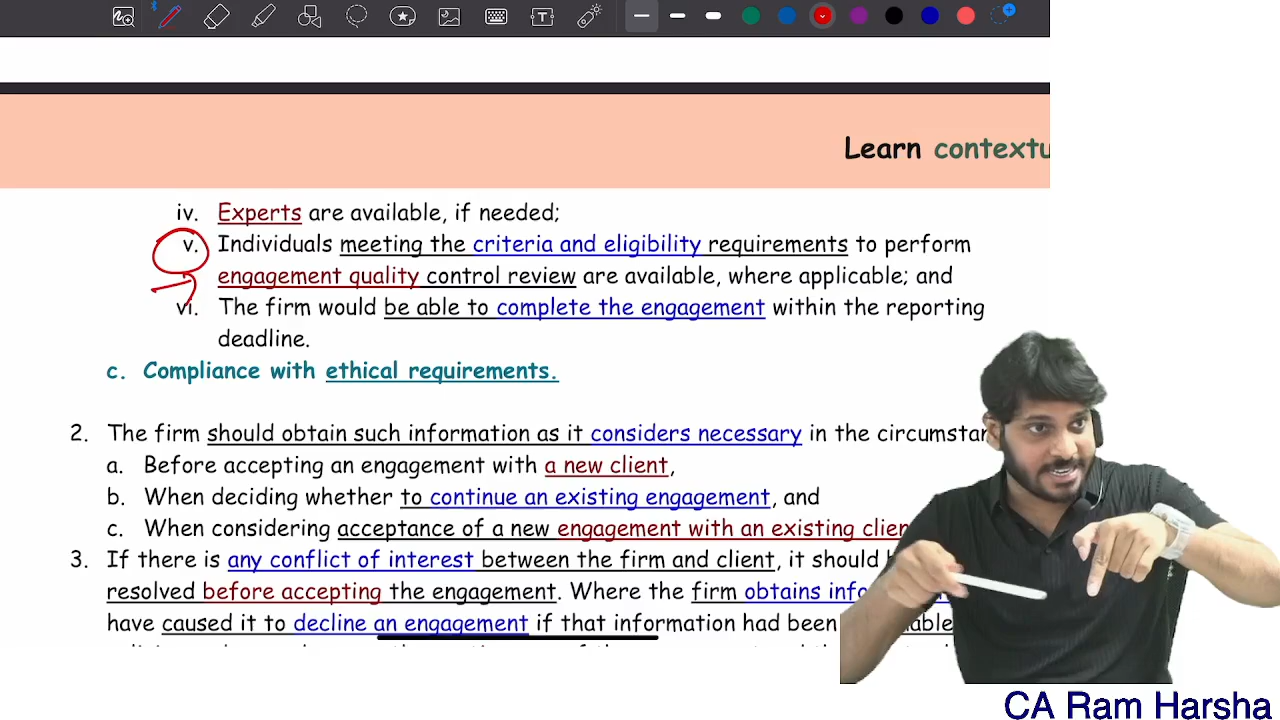 Learn contextu
iv. Experts are available, if needed;
v. Individuals meeting the criteria and eligibility requirements to perform
engagement quality control review are available, where applicable; and
vi. The firm would be able to complete the engagement within the reporting
deadline.
c. Compliance with ethical requirements.
2. The firm should obtain such information as it considers necessary in the circumstan
a. Before accepting an engagement with a new client,
b. When deciding whether to continue an existing engagement, and
c. When considering acceptance of a new engagement with an existing clien
3. If there is any conflict of interest between the firm and client, it should
resolved before accepting the engagement. Where the firm obtains info
have caused it to decline an engagement if that information had been
CA Ram Harsha